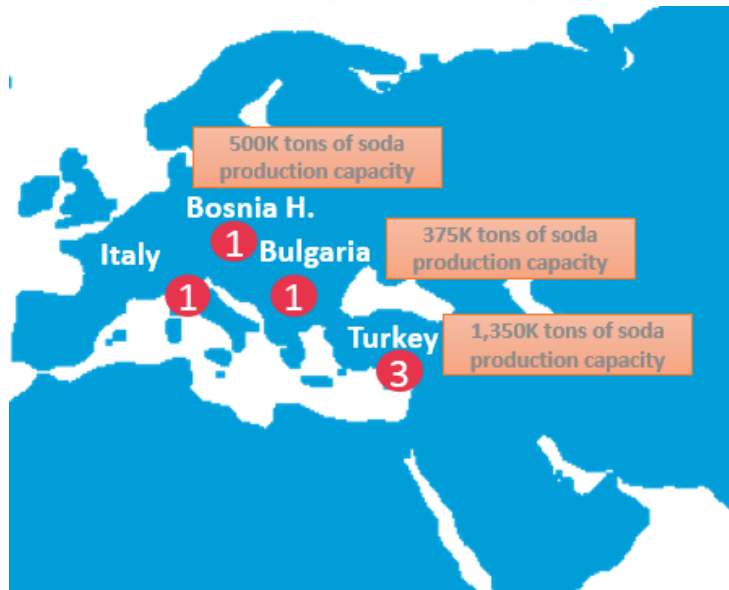 500K tons of soda
production capacity
Bosnia H.
1
Bulgaria
1
Italy
1
375K tons of soda
production capacity
Turkey
3
1,350K tons of soda
production capacity